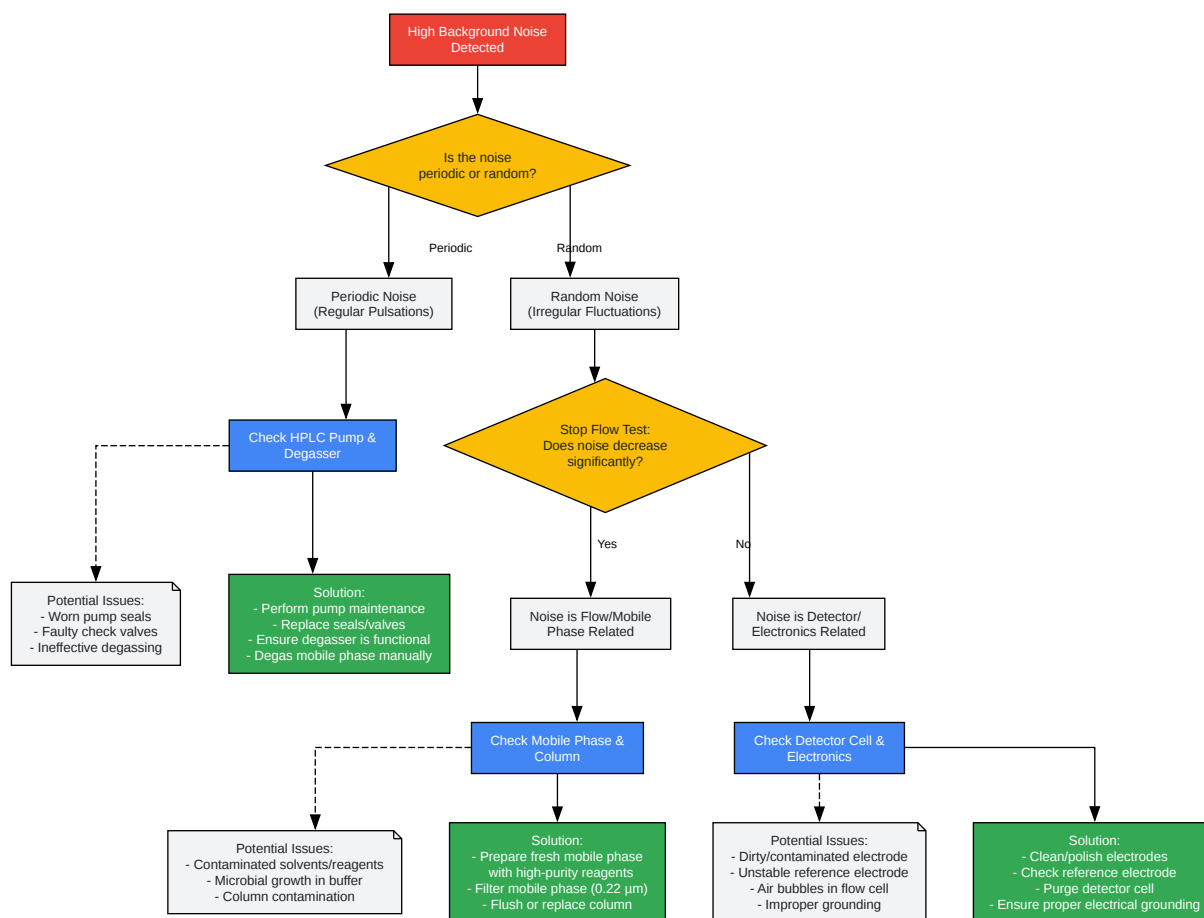 High Background Noise
Detected
Is the noise
periodic or random?
Periodic
Random
Periodic Noise
(Regular Pulsations)
Random Noise
(Irregular Fluctuations)
Check HPLC Pump &
Degasser
Stop Flow Test:
Does noise decrease
significantly?
Yes
No
Potential Issues:
- Worn pump seals
- Faulty check valves
- Ineffective degassing
Solution:
- Perform pump maintenance
- Replace seals/valves
- Ensure degasser is functional
- Degas mobile phase manually
Noise is Flow/Mobile
Phase Related
Noise is Detector/
Electronics Related
Check Mobile Phase &
Column
Check Detector Cell &
Electronics
Potential Issues:
- Contaminated solvents/reagents
- Microbial growth in buffer
- Column contamination
Solution:
- Prepare fresh mobile phase
with high-purity reagents
- Filter mobile phase (0.22 µm)
- Flush or replace column
Potential Issues:
- Dirty/contaminated electrode
- Unstable reference electrode
- Air bubbles in flow cell
- Improper grounding
Solution:
- Clean/polish electrodes
- Check reference electrode
- Purge detector cell
- Ensure proper electrical grounding